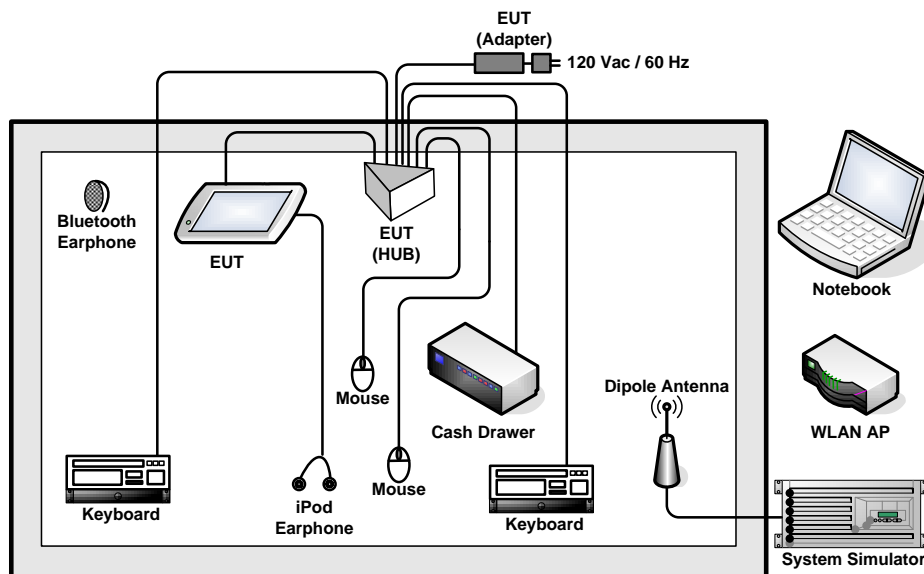 EUT
(Adapter)
120 Vac / 60 Hz
Bluetooth
Earphone
EUT
EUT
(HUB)
Notebook
Mouse
Cash Drawer
Dipole Antenna
WLAN AP
Keyboard
iPod
Earphone
Mouse
Keyboard
System Simulator